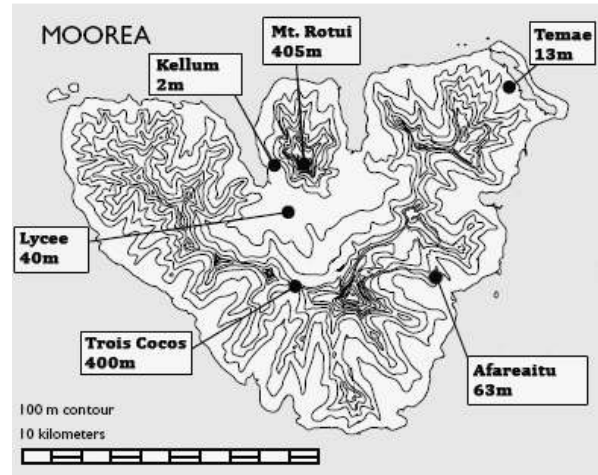 MOOREA
Mt. Rotui
405m
Temae
13m
Kellum
2m
Lycee
40m
Trois Cocos
400m
Afareaitu
63m
100 m contour
10 kilometers